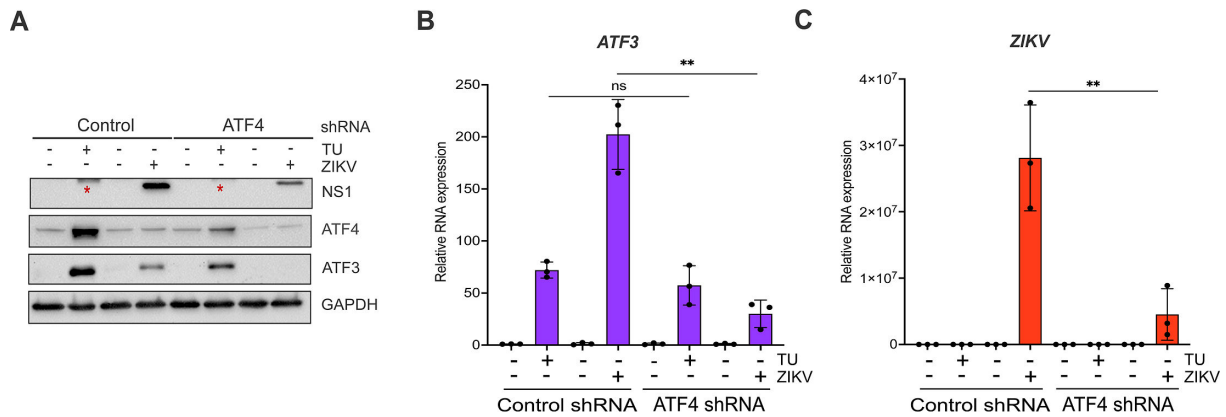 A
Control ATF4 shRNA
- + - - - + - - TU
- - - + - - - + ZIKV
* * NS1
ATF4
ATF3
GAPDH
B
ATF3
**
ns
Relative RNA expression
250
200
150
100
50
0
- + - - - + - - TU
- - - + - - - + ZIKV
Control shRNA ATF4 shRNA
C
ZIKV
**
Relative RNA expression
4×10⁷
3×10⁷
2×10⁷
1×10⁷
0
- + - - - + - - TU
- - - + - - - + ZIKV
Control shRNA ATF4 shRNA